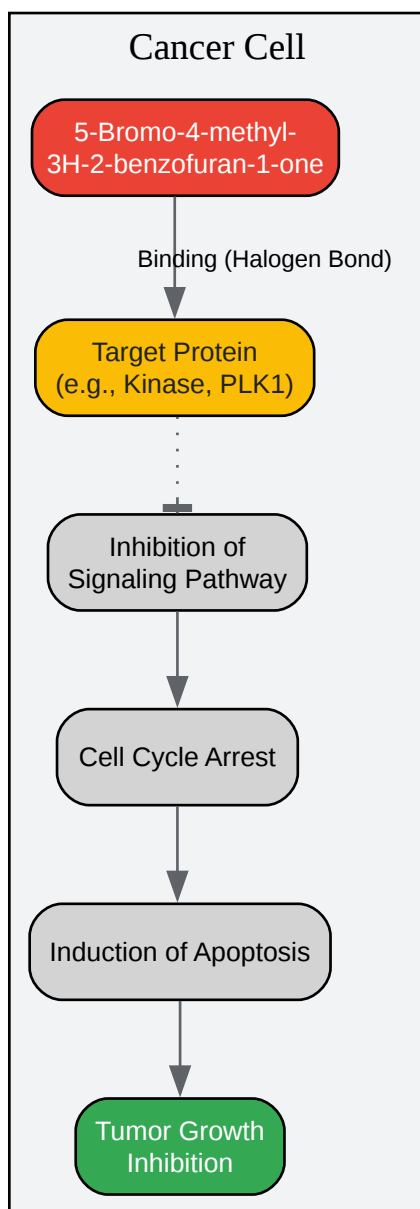 Cancer Cell
5-Bromo-4-methyl-
3H-2-benzofuran-1-one
Binding (Halogen Bond)
Target Protein
(e.g., Kinase, PLK1)
Inhibition of
Signaling Pathway
Cell Cycle Arrest
Induction of Apoptosis
Tumor Growth
Inhibition